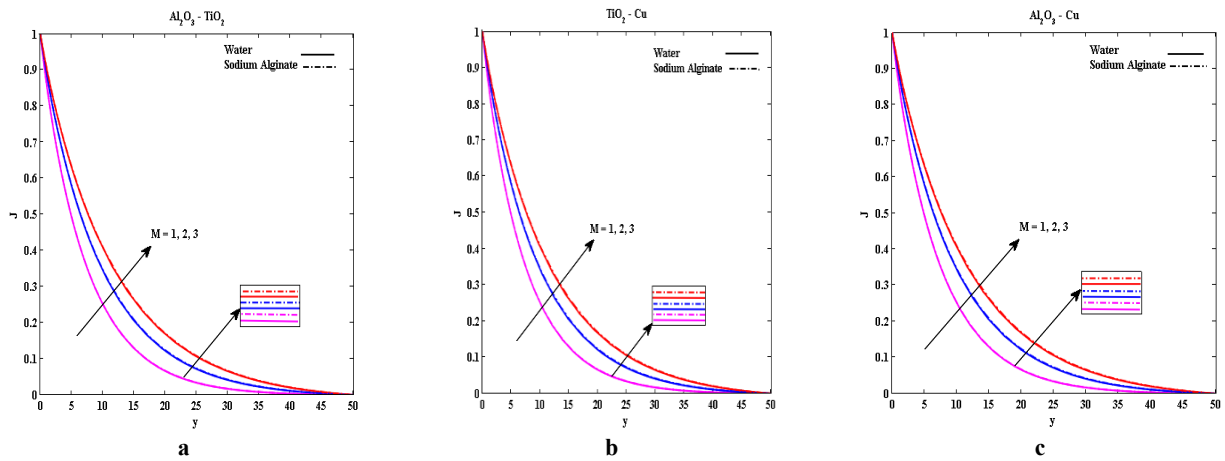 Al₂O₃ - TiO₂
Water
Sodium Alginate
M = 1, 2, 3
J
1
0.9
0.8
0.7
0.6
0.5
0.4
0.3
0.2
0.1
0
0 5 10 15 20 25 30 35 40 45 50
y
a
TiO₂ - Cu
Water
Sodium Alginate
M = 1, 2, 3
J
1
0.9
0.8
0.7
0.6
0.5
0.4
0.3
0.2
0.1
0
0 5 10 15 20 25 30 35 40 45 50
y
b
Al₂O₃ - Cu
Water
Sodium Alginate
M = 1, 2, 3
J
1
0.9
0.8
0.7
0.6
0.5
0.4
0.3
0.2
0.1
0
0 5 10 15 20 25 30 35 40 45 50
y
c